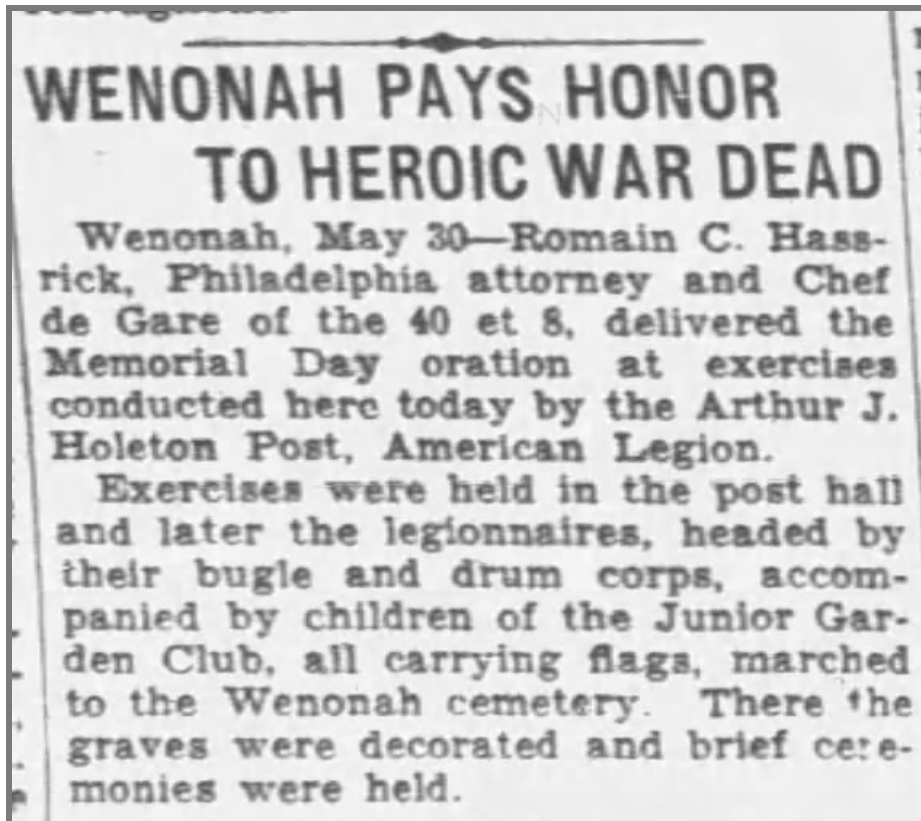 WENONAH PAYS HONOR
TO HEROIC WAR DEAD
Wenonah, May 30—Romain C. Hass-
rick, Philadelphia attorney and Chef
de Gare of the 40 et 8, delivered the
Memorial Day oration at exercises
conducted here today by the Arthur J.
Holeton Post, American Legion.
Exercises were held in the post hall
and later the legionnaires, headed by
their bugle and drum corps, accom-
panied by children of the Junior Gar-
den Club, all carrying flags, marched
to the Wenonah cemetery. There the
graves were decorated and brief cere-
monies were held.